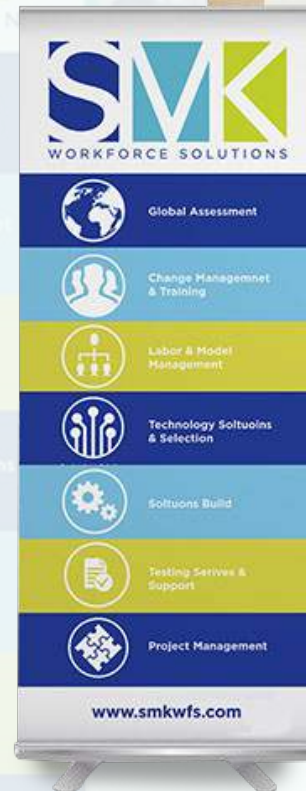 SMK
WORKFORCE SOLUTIONS
Global Assessment
Change Managemnet
& Training
Labor & Model
Management
Technology Soltuoins
& Selection
Soltuons Build
Testing Serives &
Support
Project Management
www.smkwfs.com